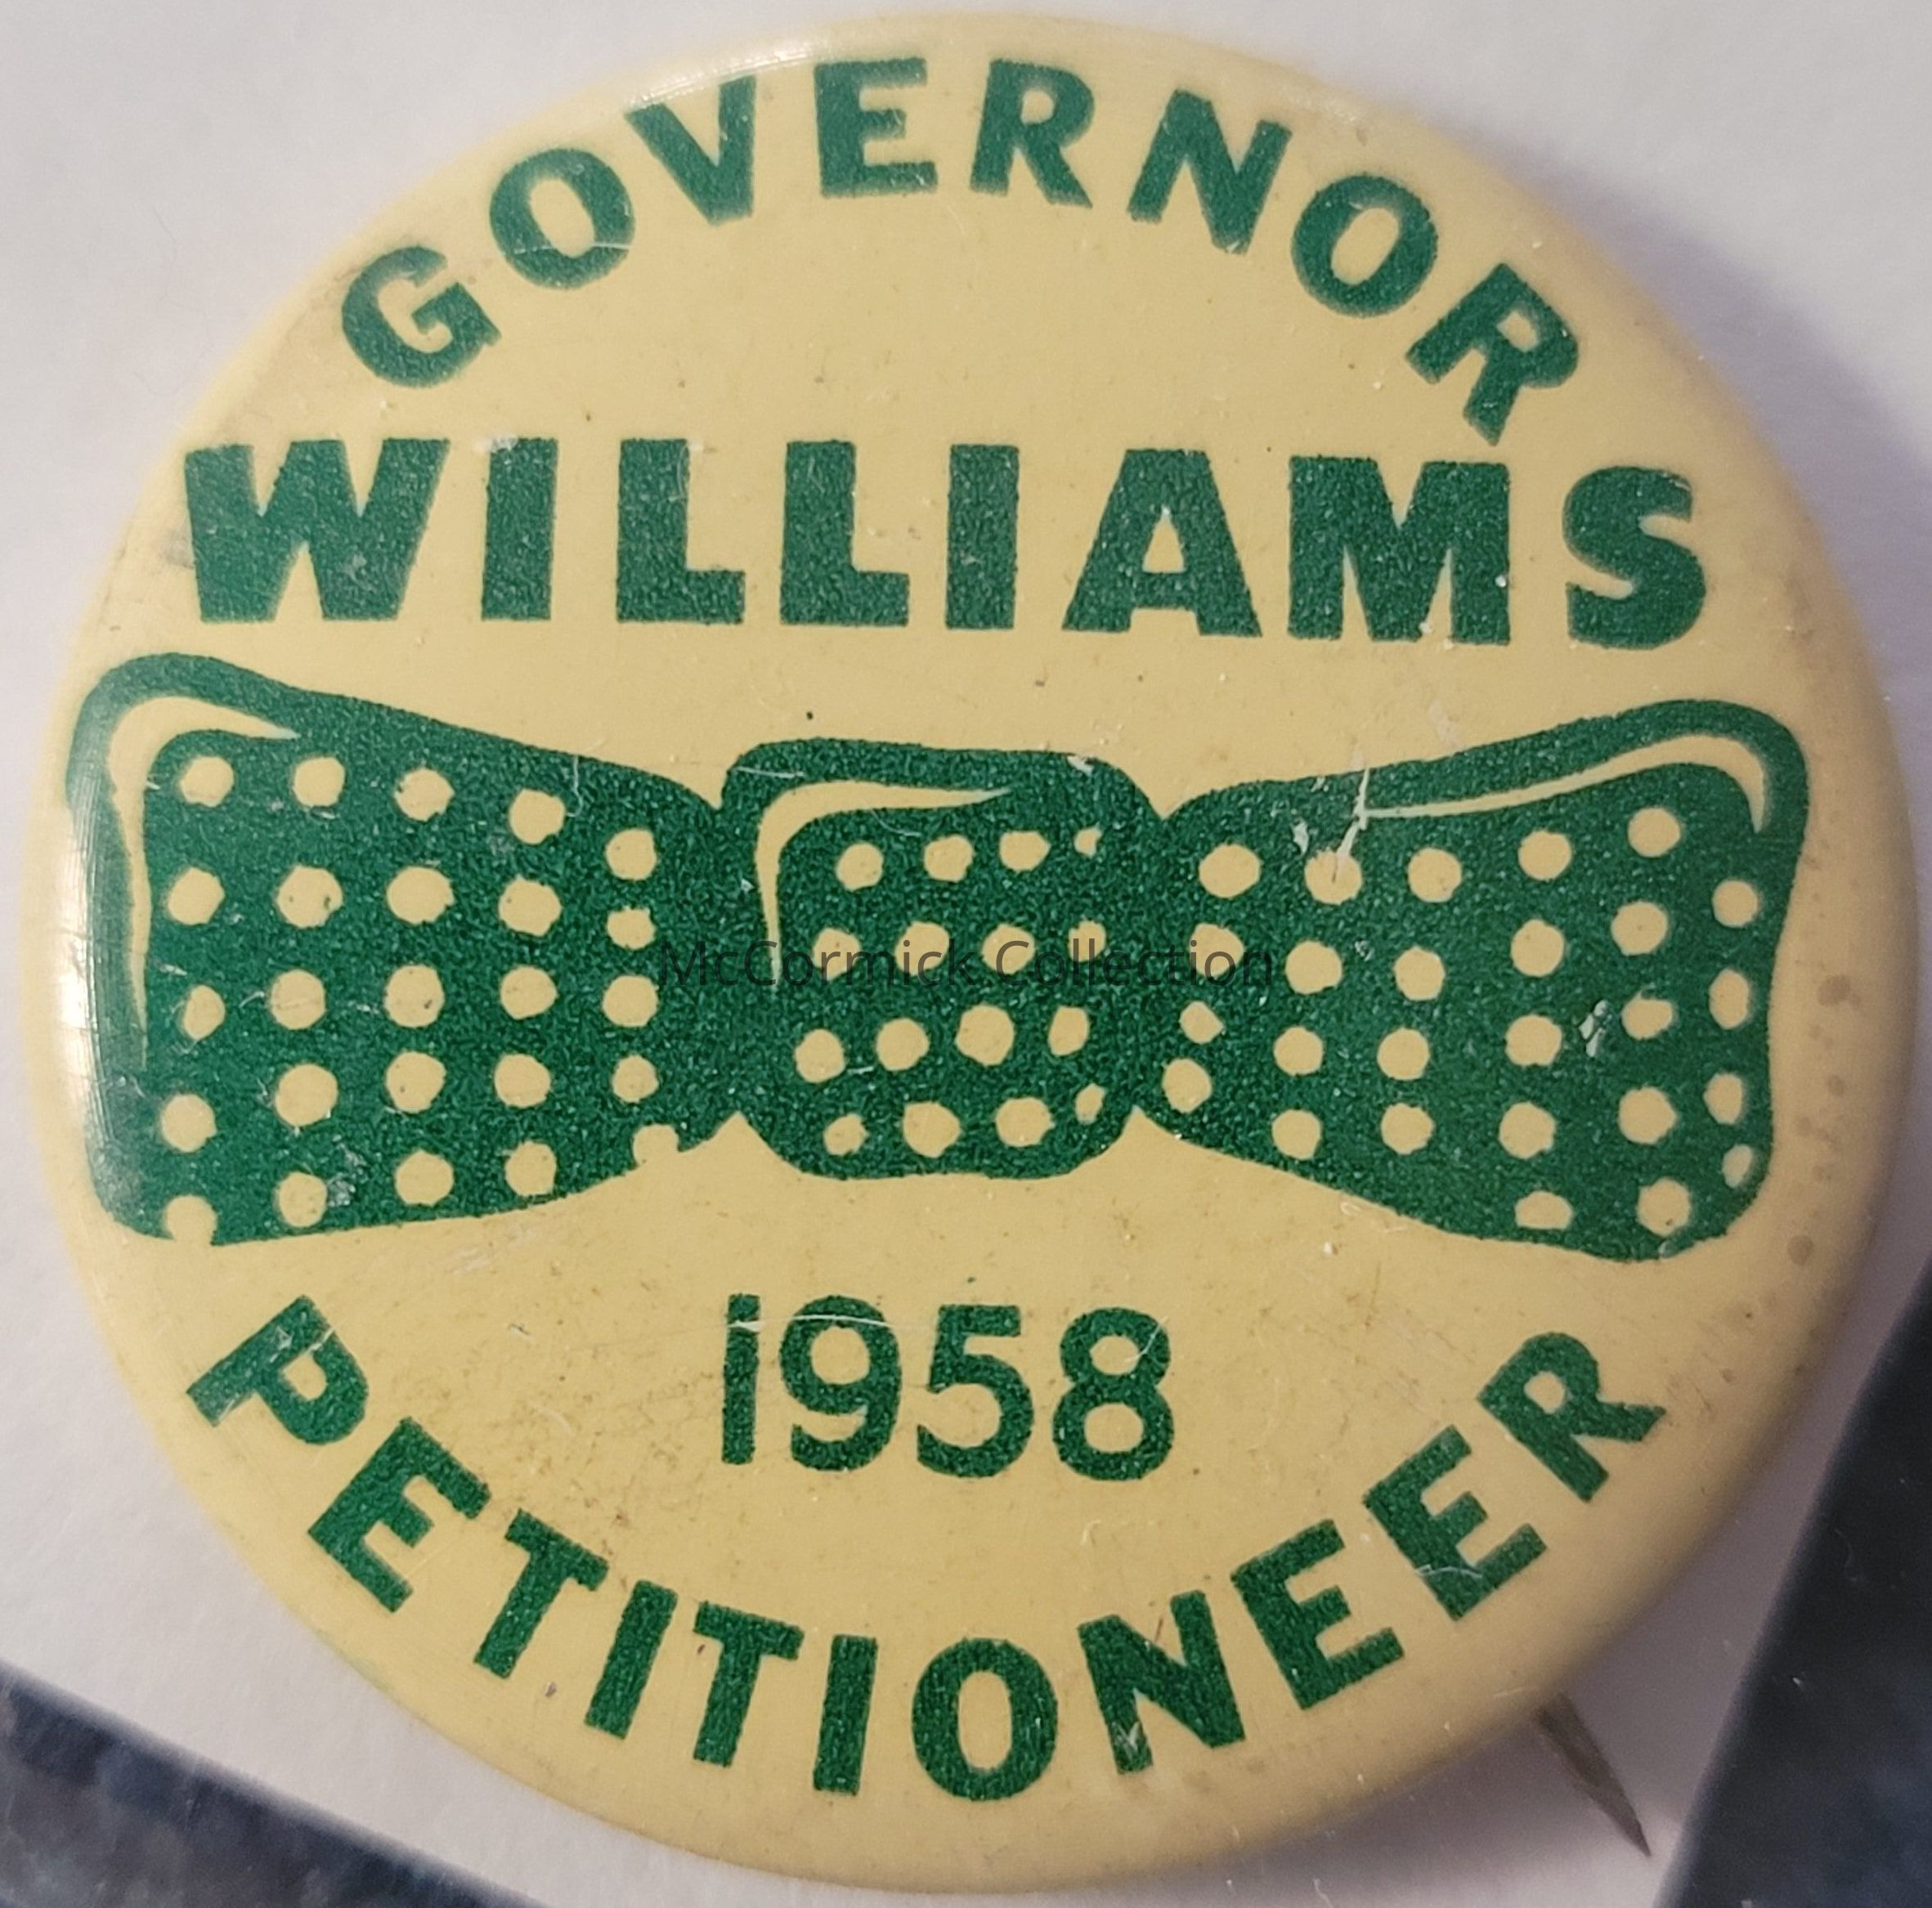 GOVERNOR
WILLIAMS
McCormick Collection
1958
PETITIONEER